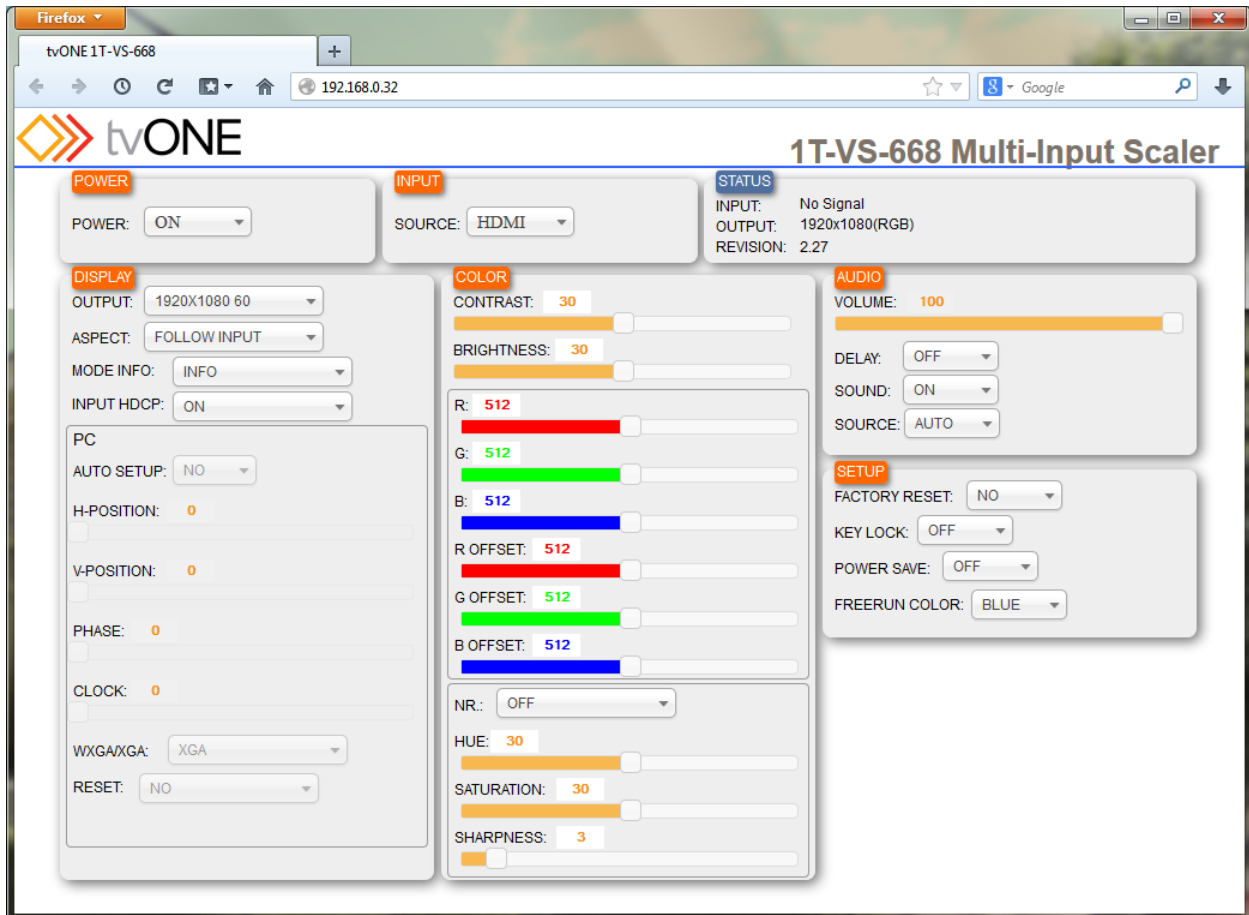 Firefox
tvONE 1T-VS-668
192.168.0.32
8
Google
tvONE
1T-VS-668 Multi-Input Scaler
POWER
POWER: ON
INPUT
SOURCE: HDMI
STATUS
INPUT: No Signal
OUTPUT: 1920x1080(RGB)
REVISION: 2.27
DISPLAY
OUTPUT: 1920X1080 60
ASPECT: FOLLOW INPUT
MODE INFO: INFO
INPUT HDCP: ON
PC
AUTO SETUP: NO
H-POSITION: 0
V-POSITION: 0
PHASE: 0
CLOCK: 0
WXGA/XGA: XGA
RESET: NO
COLOR
CONTRAST: 30
BRIGHTNESS: 30
R: 512
G: 512
B: 512
R OFFSET: 512
G OFFSET: 512
B OFFSET: 512
NR.: OFF
HUE: 30
SATURATION: 30
SHARPNESS: 3
AUDIO
VOLUME: 100
DELAY: OFF
SOUND: ON
SOURCE: AUTO
SETUP
FACTORY RESET: NO
KEY LOCK: OFF
POWER SAVE: OFF
FREERUN COLOR: BLUE